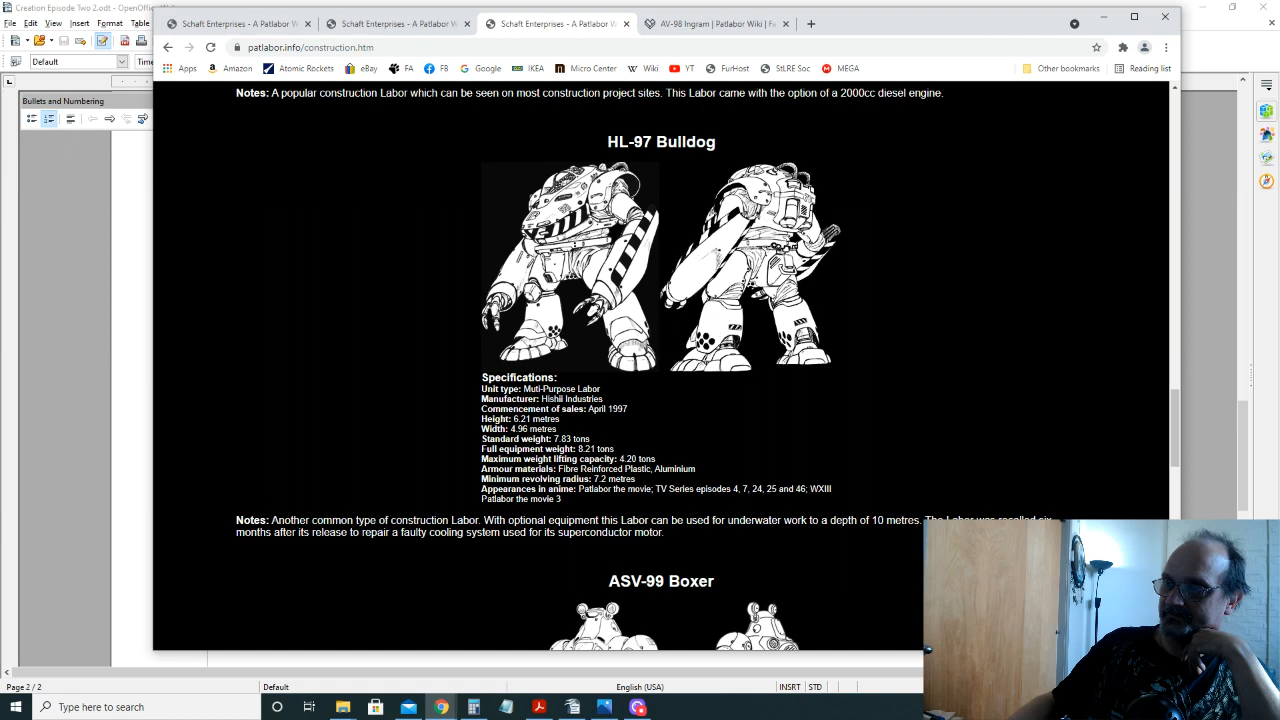 Creation Episode Two 2.odt - OpenOffic
File Edit View Insert Format Table
Default
Time
Bullets and Numbering
Schaft Enterprises - A Patlabor W
Schaft Enterprises - A Patlabor W
Schaft Enterprises - A Patlabor W
AV-98 Ingram | Patlabor Wiki | Fa
patlabor.info/construction.htm
Apps Amazon Atomic Rockets eBay FA FB Google IKEA Micro Center Wiki YT FurHost StLRE Soc MEGA Other bookmarks Reading list
Notes: A popular construction Labor which can be seen on most construction project sites. This Labor came with the option of a 2000cc diesel engine.
HL-97 Bulldog
Specifications:
Unit type: Muti-Purpose Labor
Manufacturer: Hishii Industries
Commencement of sales: April 1997
Height: 6.21 metres
Width: 4.96 metres
Standard weight: 7.83 tons
Full equipment weight: 8.21 tons
Maximum weight lifting capacity: 4.20 tons
Armour materials: Fibre Reinforced Plastic, Aluminium
Minimum revolving radius: 7.2 metres
Appearances in anime: Patlabor the movie; TV Series episodes 4, 7, 24, 25 and 46; WXIII
Patlabor the movie 3
Notes: Another common type of construction Labor. With optional equipment this Labor can be used for underwater work to a depth of 10 metres. The Labor was recalled six
months after its release to repair a faulty cooling system used for its superconductor motor.
ASV-99 Boxer
Page 2 / 2 Default English (USA) INSRT STD
Type here to search